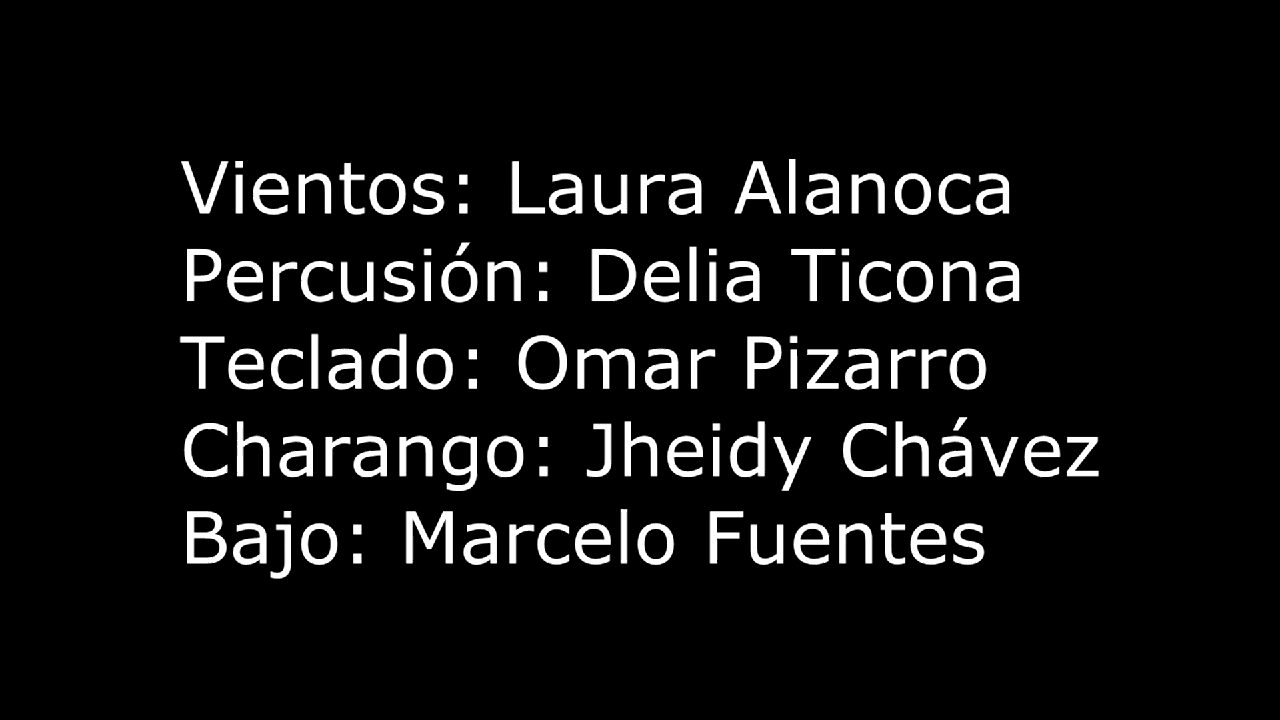 Vientos: Laura Alanoca
Percusión: Delia Ticona
Teclado: Omar Pizarro
Charango: Jheidy Chávez
Bajo: Marcelo Fuentes